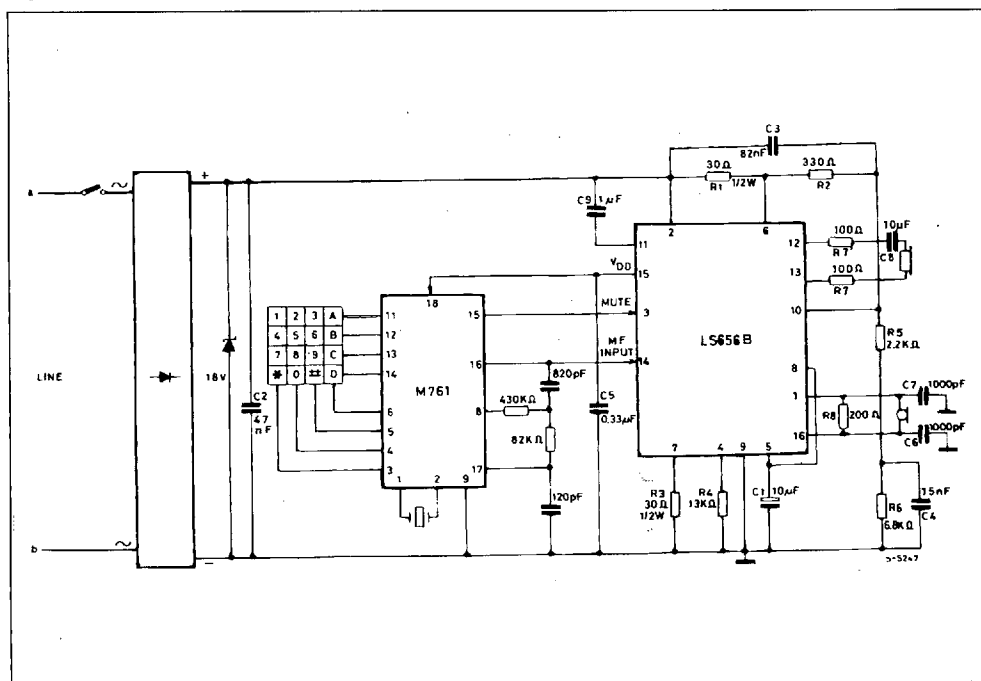 C3
82nF
30Ω
330Ω
R1
1/2W
R2
a
~
+
C9
1µF
2
6
11
12
100Ω
R7'
10µF
C8
VDD
15
13
100Ω
R7
18
1 2 3 A
11
15
MUTE
3
10
4 5 6 B
12
LS656B
R5
2.2KΩ
7 8 9 C
13
MF
INPUT
16
14
8
* 0 # D
14
M761
820pF
LINE
18V
C2
47
nF
6
8
430KΩ
C5
0.33µF
1
R8
200Ω
C7
1000pF
5
4
82KΩ
16
C6
1000pF
3
17
7
4
9
5
1
2
9
120pF
R3
30Ω
1/2W
R4
13KΩ
C1
10µF
15nF
C4
R6
6.8KΩ
b
~
−
S-5247